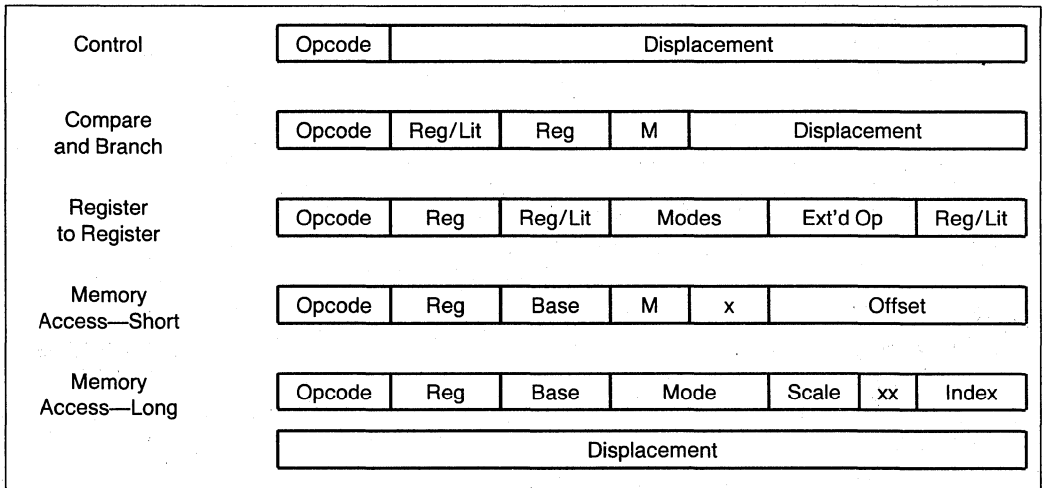 Control Opcode Displacement
Compare and Branch Opcode Reg/Lit Reg M Displacement
Register to Register Opcode Reg Reg/Lit Modes Ext'd Op Reg/Lit
Memory Access—Short Opcode Reg Base M x Offset
Memory Access—Long Opcode Reg Base Mode Scale xx Index
Displacement